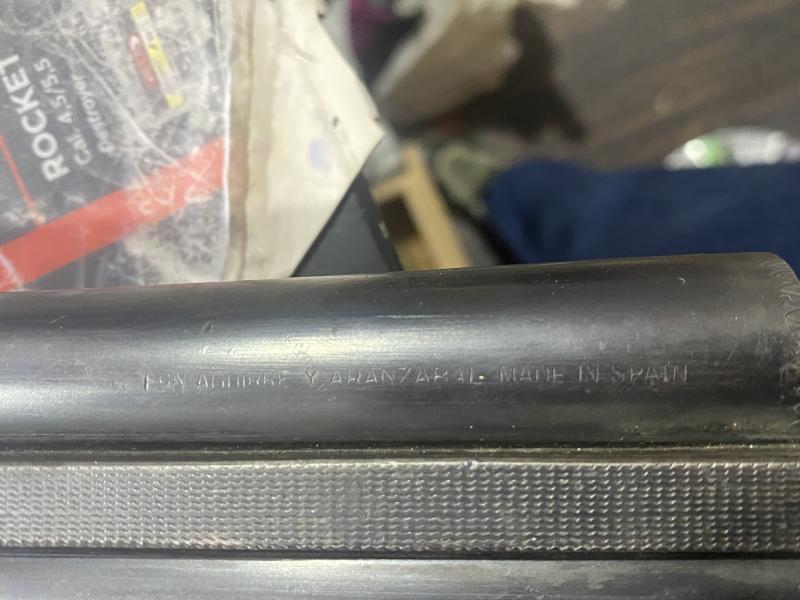 ROCKET
Cal. 4.5/5.5
Destroyer
FCA AGUIRRE Y ARANZABAL MADE IN SPAIN